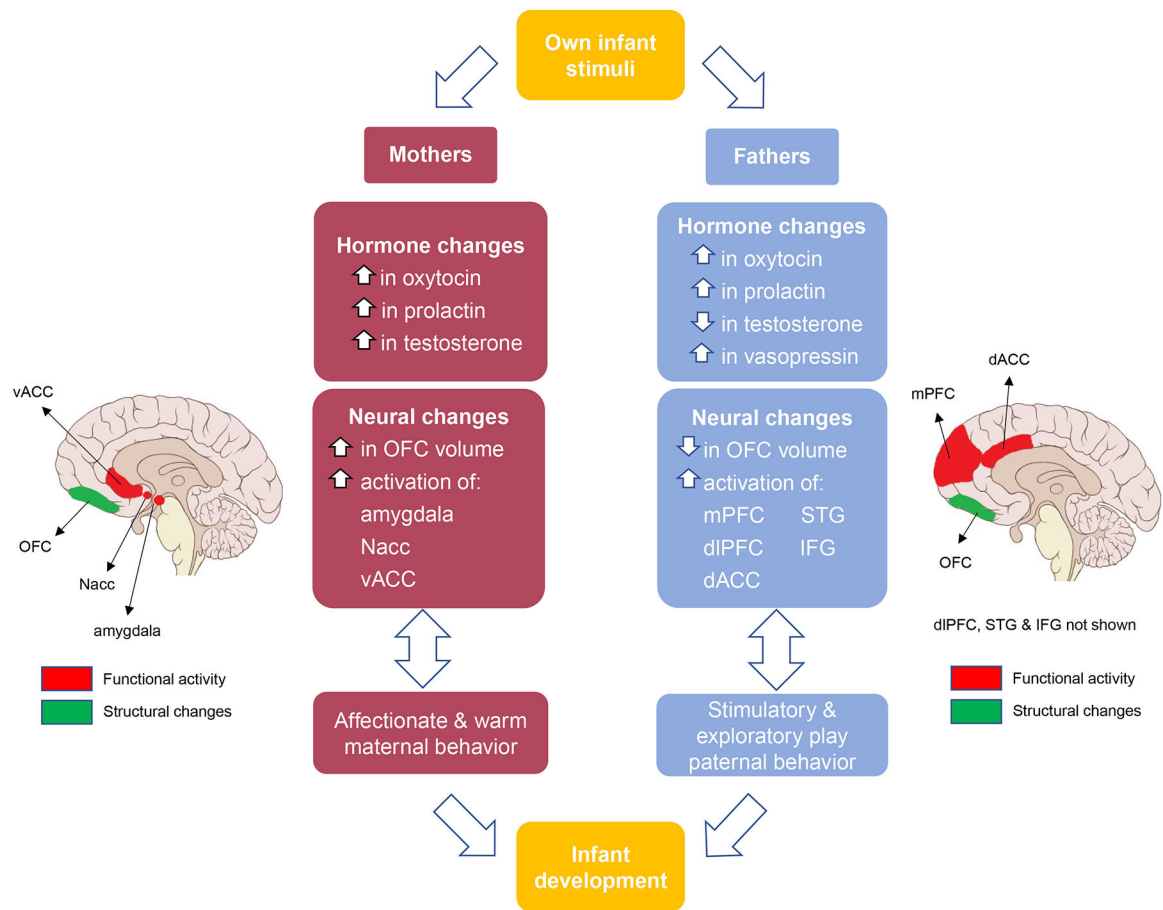 Own infant
stimuli
Mothers
Fathers
Hormone changes
in oxytocin
in prolactin
in testosterone
Hormone changes
in oxytocin
in prolactin
in testosterone
in vasopressin
Neural changes
in OFC volume
activation of:
amygdala
Nacc
vACC
Neural changes
in OFC volume
activation of:
mPFC STG
dlPFC IFG
dACC
vACC
OFC
Nacc
amygdala
Functional activity
Structural changes
dACC
mPFC
OFC
dlPFC, STG & IFG not shown
Functional activity
Structural changes
Affectionate & warm
maternal behavior
Stimulatory &
exploratory play
paternal behavior
Infant
development